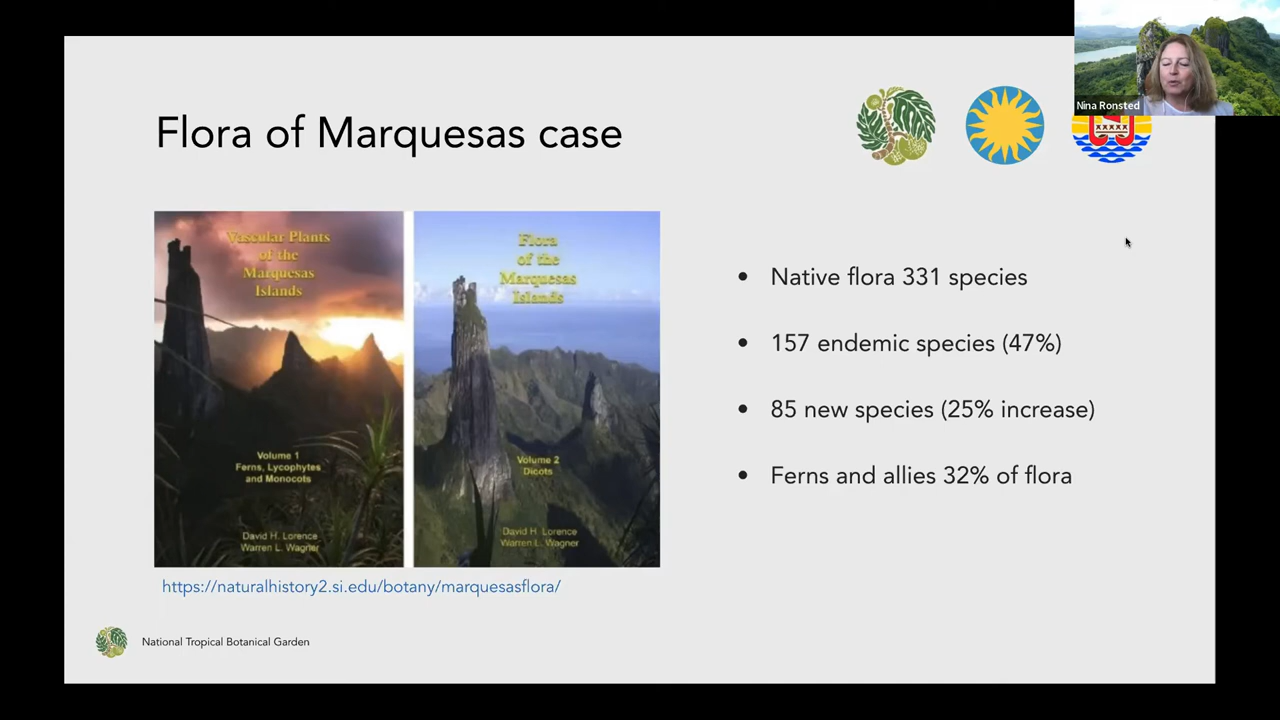 Nina Ronsted
Flora of Marquesas case
Vascular Plants
of the
Marquesas
Islands
Volume 1
Ferns, Lycophytes
and Monocots
David H. Lorence
Warren L. Wagner
Flora
of the
Marquesas
Islands
Volume 2
Dicots
David H. Lorence
Warren L. Wagner
• Native flora 331 species
• 157 endemic species (47%)
• 85 new species (25% increase)
• Ferns and allies 32% of flora
https://naturalhistory2.si.edu/botany/marquesasflora/
National Tropical Botanical Garden